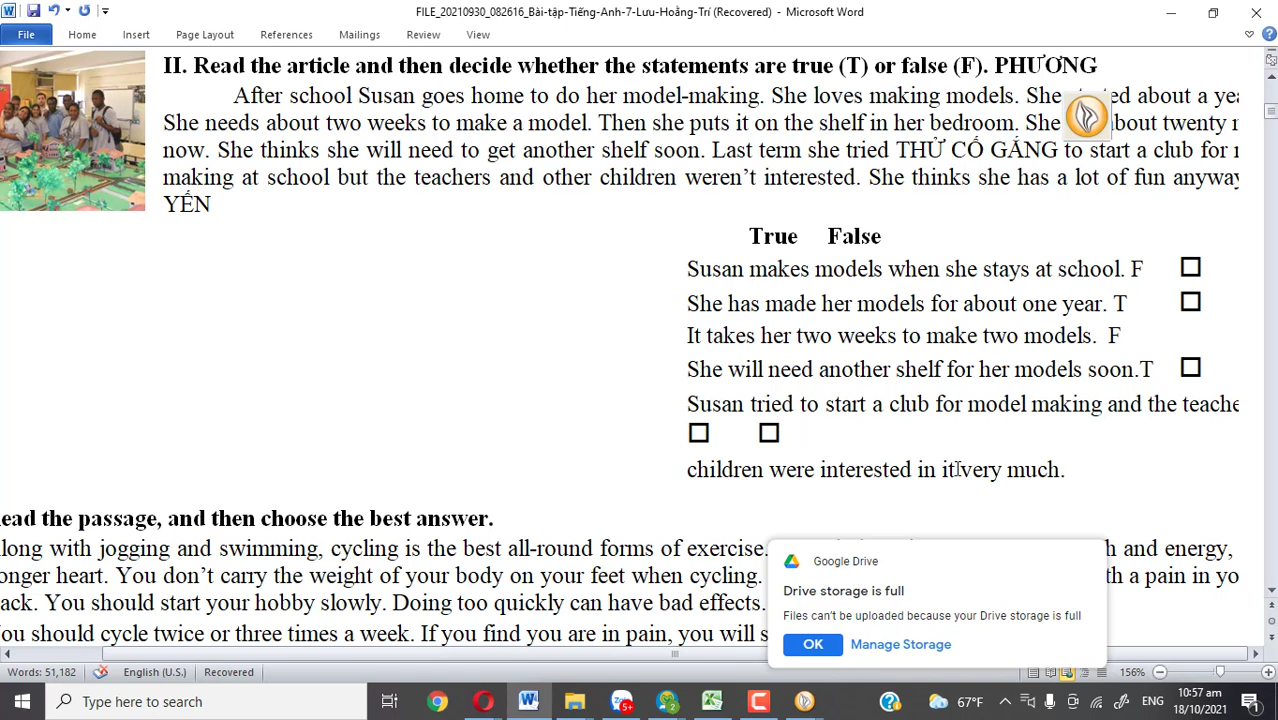 FILE_20210930_082616_Bài-tập-Tiếng-Anh-7-Lưu-Hoằng-Trí (Recovered) - Microsoft Word
File Home Insert Page Layout References Mailings Review View
II. Read the article and then decide whether the statements are true (T) or false (F). PHƯƠNG
After school Susan goes home to do her model-making. She loves making models. She about a
She needs about two weeks to make a model. Then she puts it on the shelf in her bedroom. She about twenty
now. She thinks she will need to get another shelf soon. Last term she tried THỬ CỐ GẮNG to start a club for
making at school but the teachers and other children weren't interested. She thinks she has a lot of fun anyway
YẾN
True False
Susan makes models when she stays at school. F
She has made her models for about one year. T
It takes her two weeks to make two models. F
She will need another shelf for her models soon.T
Susan tried to start a club for model making and the
children were interested in it very much.
ead the passage, and then choose the best answer.
long with jogging and swimming, cycling is the best all-round forms of exercise. and energy,
onger heart. You don't carry the weight of your body on your feet when cycling. a pain in
ack. You should start your hobby slowly. Doing too quickly can have bad effects.
ou should cycle twice or three times a week. If you find you are in pain, you will
Google Drive
Drive storage is full
Files can't be uploaded because your Drive storage is full
OK Manage Storage
Words: 51,182 English (U.S.) Recovered 156%
Type here to search 5+ 2 67°F ENG 10:57 am
18/10/2021 1